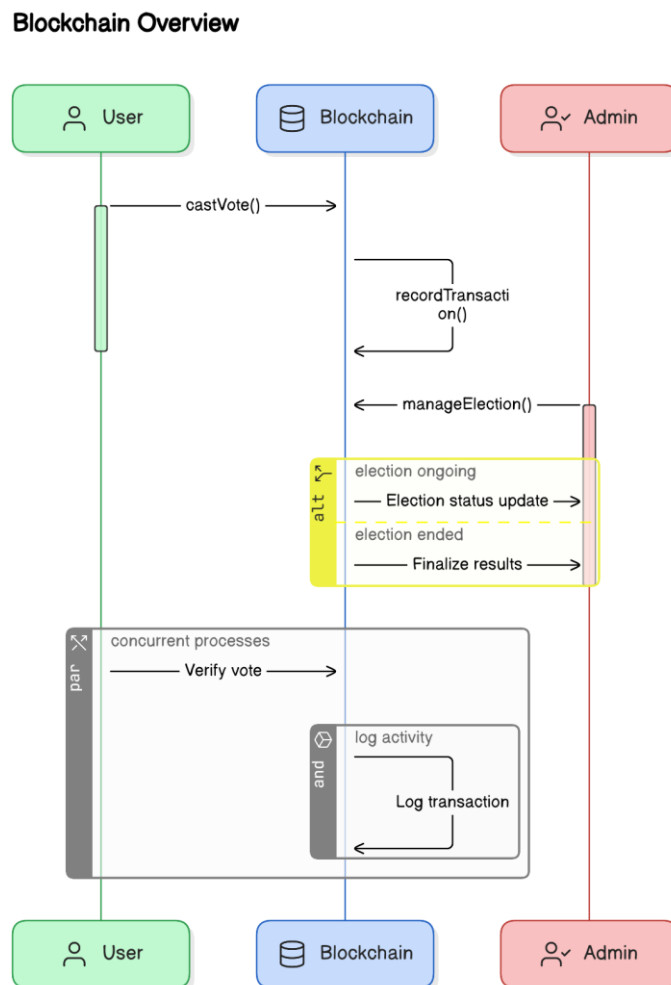 Blockchain Overview
User
Blockchain
Admin
castVote()
recordTransacti
on()
manageElection()
alt
election ongoing
Election status update
election ended
Finalize results
par
concurrent processes
Verify vote
and
log activity
Log transaction
User
Blockchain
Admin